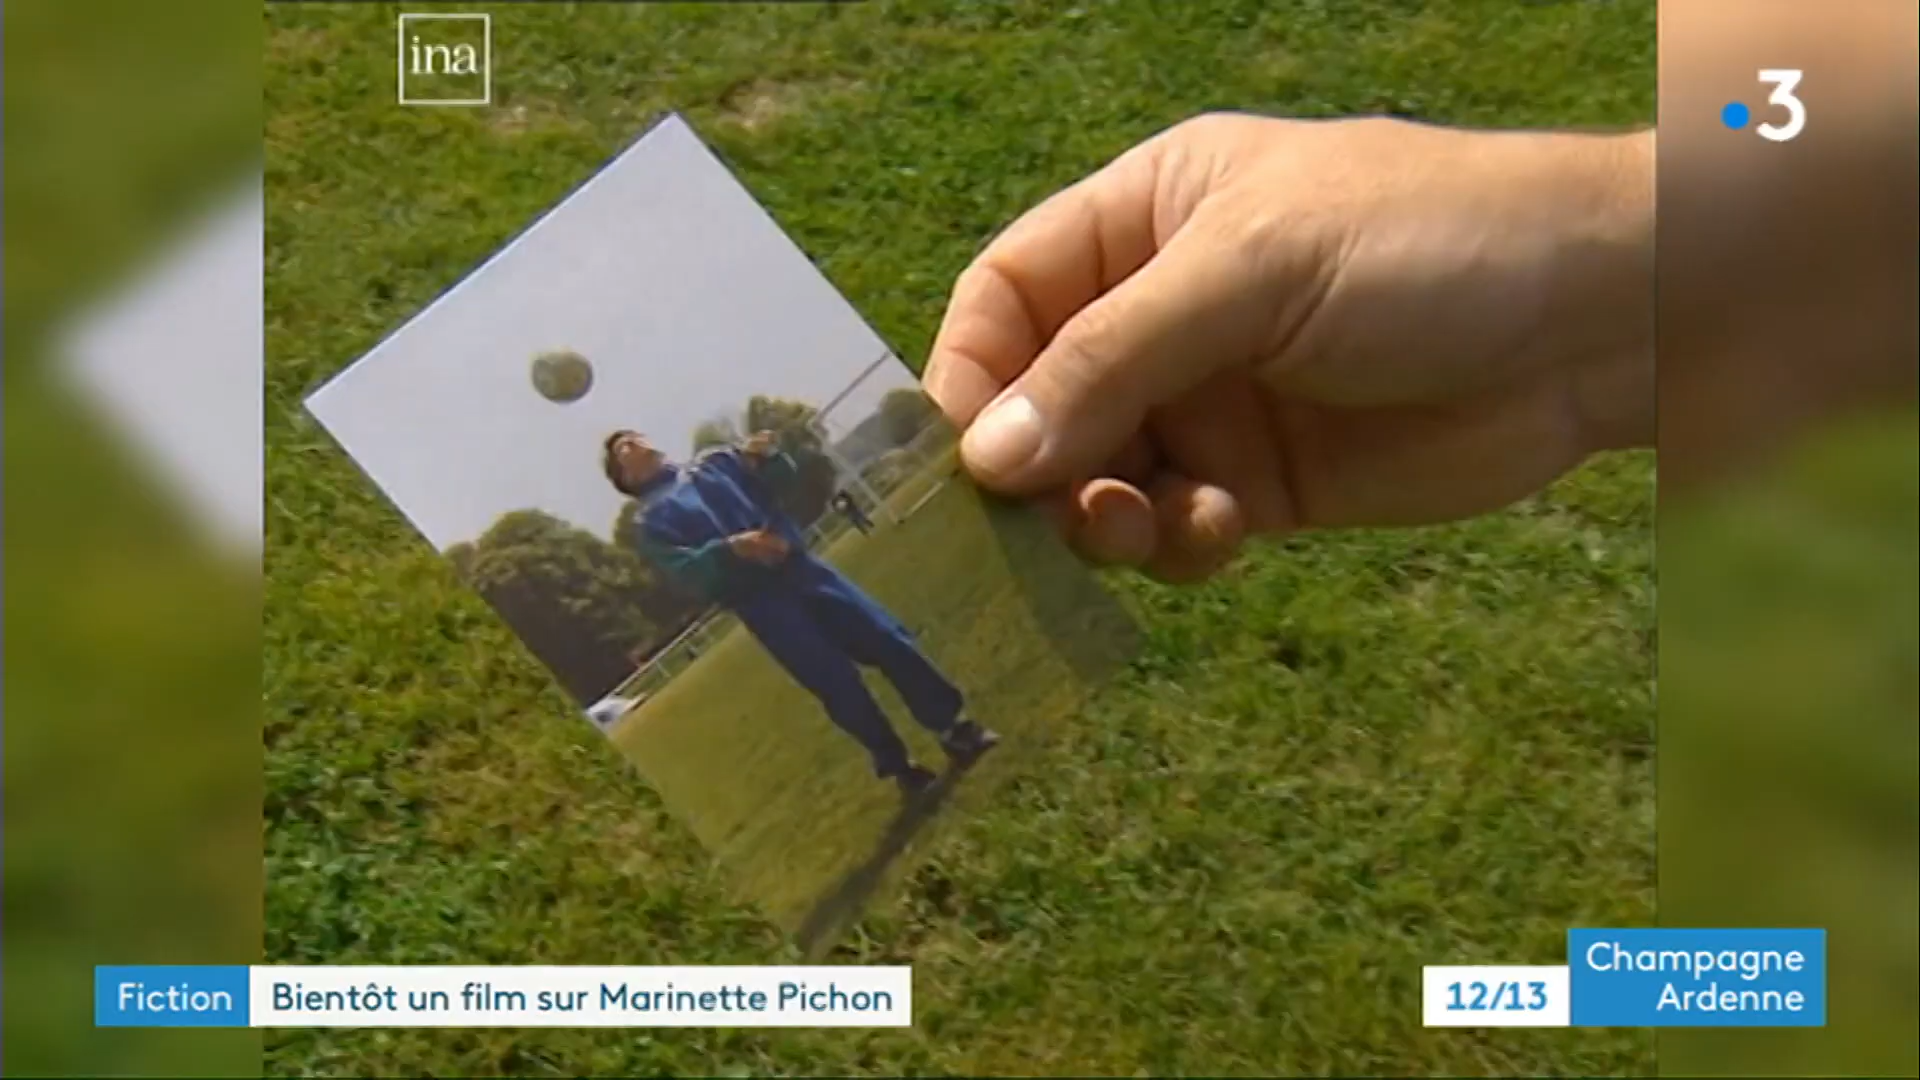 ina
3
Fiction
Bientôt un film sur Marinette Pichon
12/13
Champagne
Ardenne